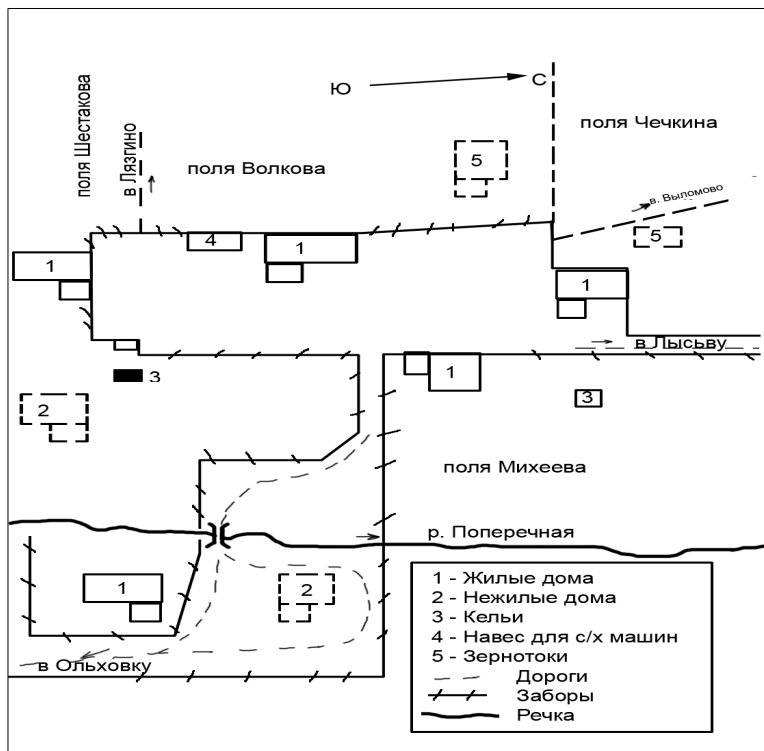 Ю
С
поля Шестакова
в Лязгино
поля Волкова
поля Чечкина
5
в. Выломово
5
4
1
1
1
в Лысьву
1
3
3
2
поля Михеева
р. Поперечная
1
2
в Ольховку
1 - Жилые дома
2 - Нежилые дома
3 - Кельи
4 - Навес для с/х машин
5 - Зернотоки
Дороги
Заборы
Речка